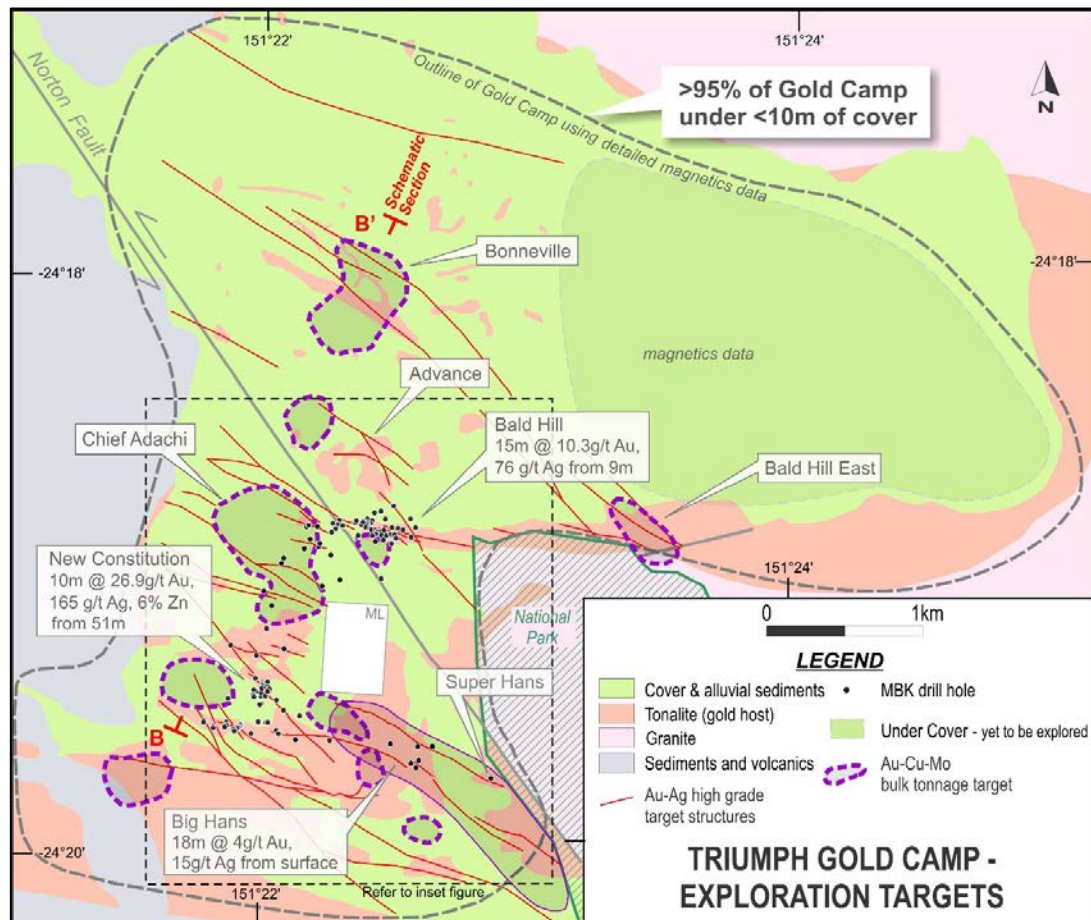 151°22'
151°24'
Norton Fault
Outline of Gold Camp using detailed magnetics data
>95% of Gold Camp
under <10m of cover
N
Schematic
Section
B'
Bonneville
-24°18'
-24°18'
magnetics data
Advance
Chief Adachi
Bald Hill
15m @ 10.3g/t Au,
76 g/t Ag from 9m
Bald Hill East
New Constitution
10m @ 26.9g/t Au,
165 g/t Ag, 6% Zn
from 51m
151°24'
ML
National
Park
Super Hans
B
Big Hans
18m @ 4g/t Au,
15g/t Ag from surface
-24°20'
151°22'
Refer to inset figure
0 1km
LEGEND
Cover & alluvial sediments
Tonalite (gold host)
Granite
Sediments and volcanics
Au-Ag high grade
target structures
MBK drill hole
Under Cover - yet to be explored
Au-Cu-Mo
bulk tonnage target
TRIUMPH GOLD CAMP -
EXPLORATION TARGETS